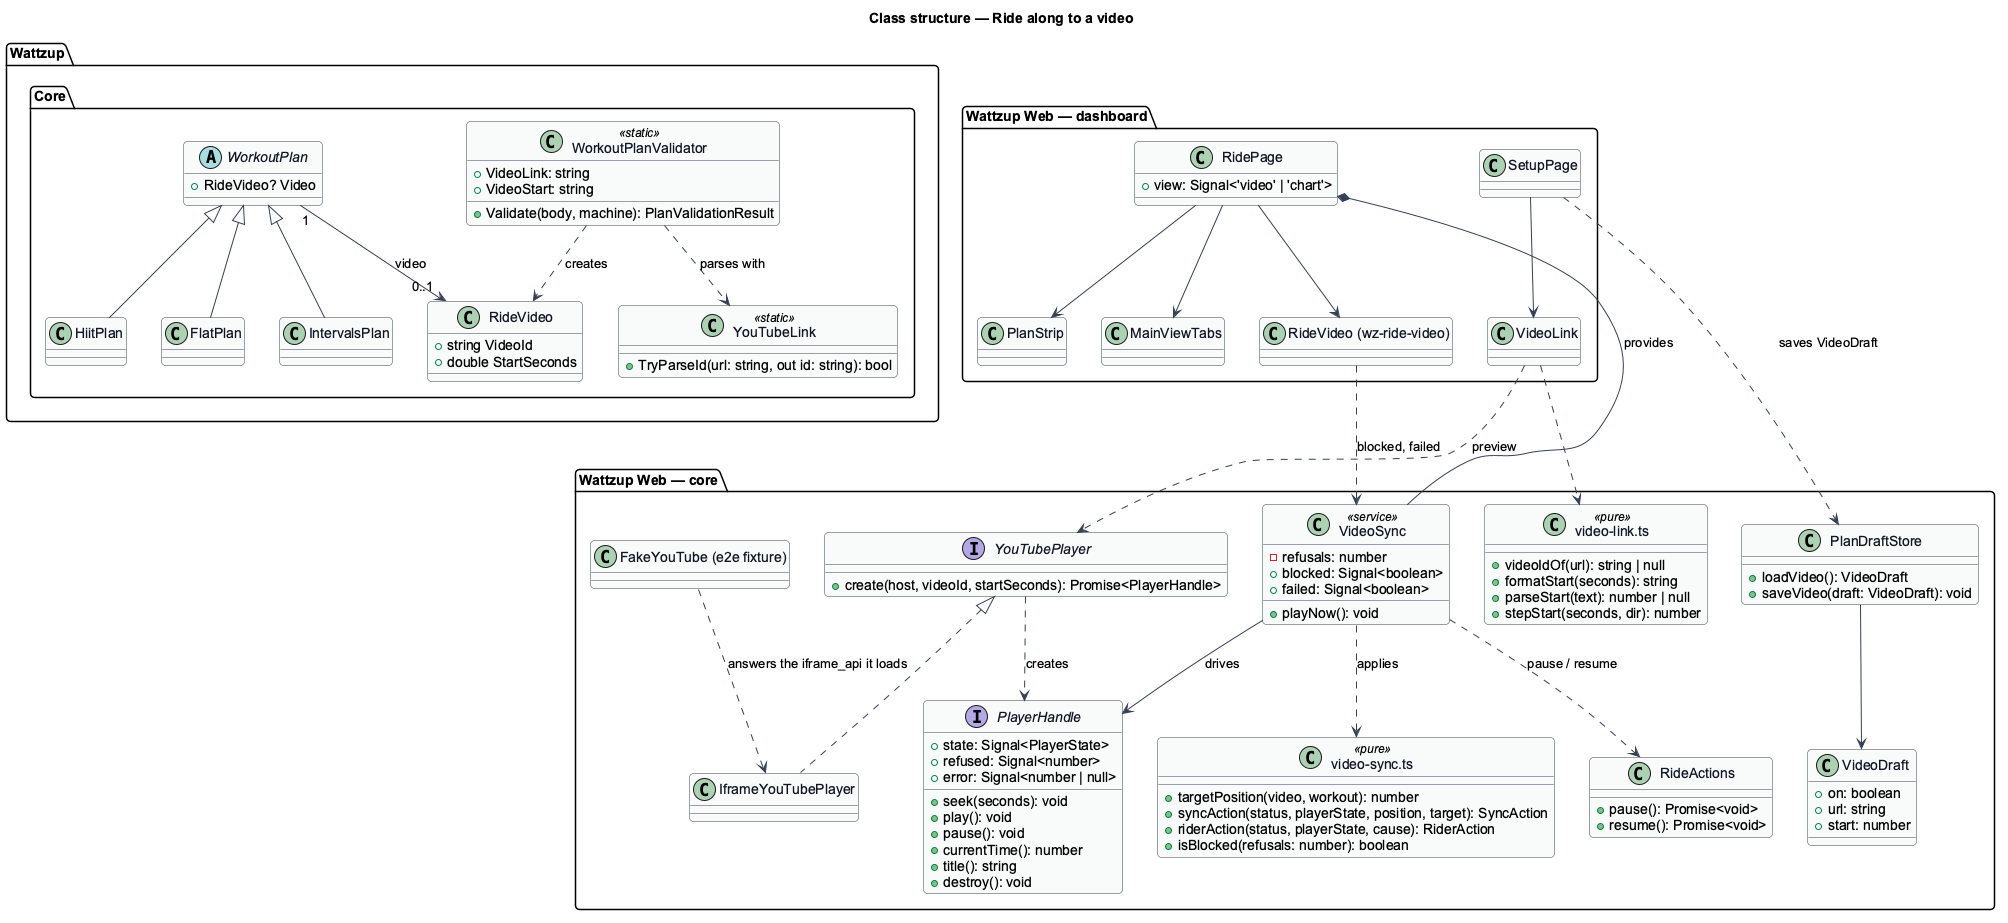 Class structure — Ride along to a video
Wattzup
Core
A WorkoutPlan
RideVideo? Video
C «static»
WorkoutPlanValidator
VideoLink: string
VideoStart: string
Validate(body, machine): PlanValidationResult
1
video
0..1
creates
parses with
C HiitPlan
C FlatPlan
C IntervalsPlan
C RideVideo
string VideoId
double StartSeconds
C «static»
YouTubeLink
TryParseId(url: string, out id: string): bool
Wattzup Web — dashboard
C RidePage
view: Signal<'video' | 'chart'>
C SetupPage
C PlanStrip
C MainViewTabs
C RideVideo (wz-ride-video)
C VideoLink
provides
saves VideoDraft
blocked, failed
preview
Wattzup Web — core
C FakeYouTube (e2e fixture)
I YouTubePlayer
create(host, videoId, startSeconds): Promise<PlayerHandle>
C «service»
VideoSync
refusals: number
blocked: Signal<boolean>
failed: Signal<boolean>
playNow(): void
C «pure»
video-link.ts
videoIdOf(url): string | null
formatStart(seconds): string
parseStart(text): number | null
stepStart(seconds, dir): number
C PlanDraftStore
loadVideo(): VideoDraft
saveVideo(draft: VideoDraft): void
answers the iframe_api it loads
creates
drives
applies
pause / resume
C IframeYouTubePlayer
I PlayerHandle
state: Signal<PlayerState>
refused: Signal<number>
error: Signal<number | null>
seek(seconds): void
play(): void
pause(): void
currentTime(): number
title(): string
destroy(): void
C «pure»
video-sync.ts
targetPosition(video, workout): number
syncAction(status, playerState, position, target): SyncAction
riderAction(status, playerState, cause): RiderAction
isBlocked(refusals: number): boolean
C RideActions
pause(): Promise<void>
resume(): Promise<void>
C VideoDraft
on: boolean
url: string
start: number